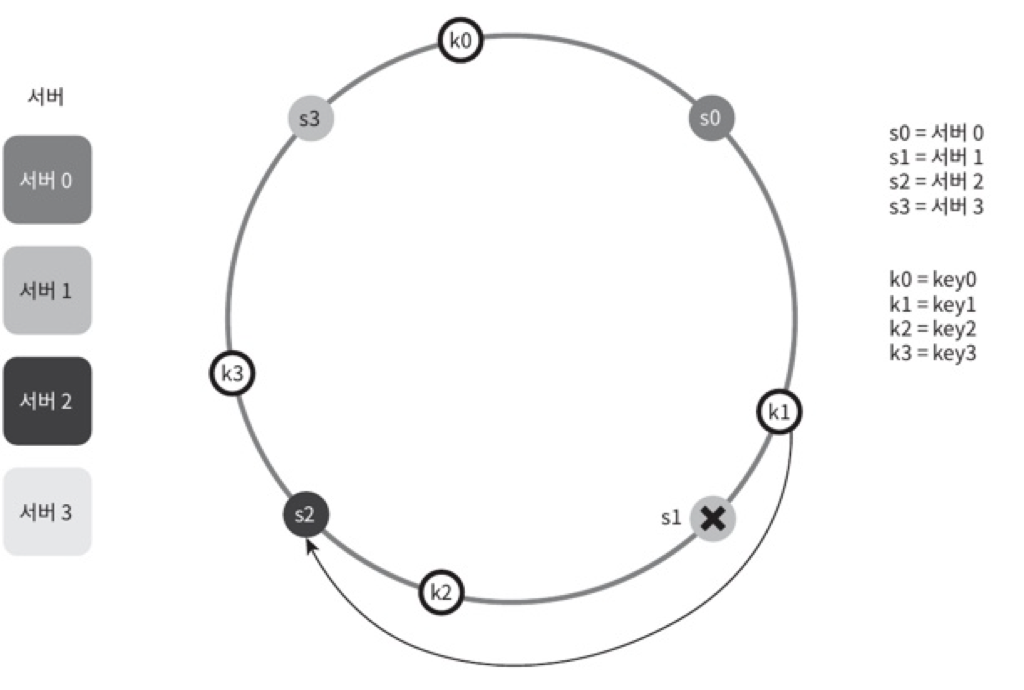 서버
서버 0
서버 1
서버 2
서버 3
k0
s3
s0
k3
k1
s2
s1
k2
s0 = 서버 0
s1 = 서버 1
s2 = 서버 2
s3 = 서버 3
k0 = key0
k1 = key1
k2 = key2
k3 = key3